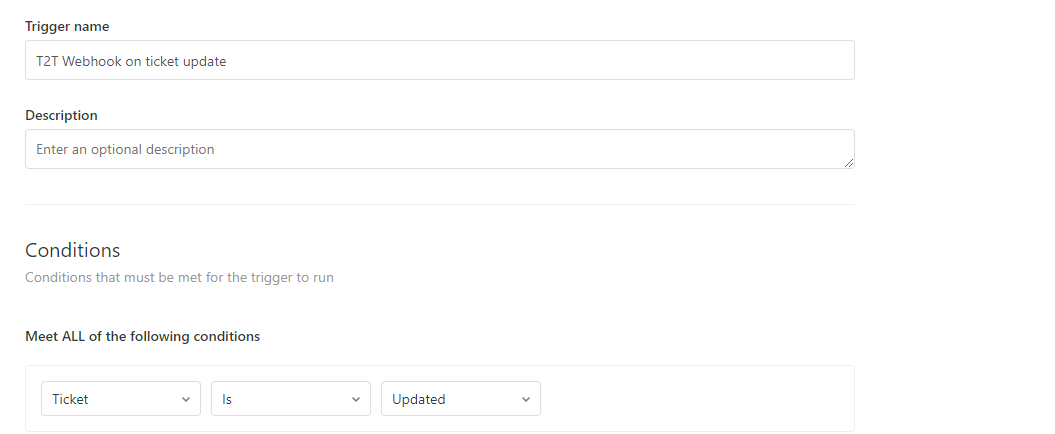 Trigger name
T2T Webhook on ticket update
Description
Enter an optional description
Conditions
Conditions that must be met for the trigger to run
Meet ALL of the following conditions
Ticket Is Updated